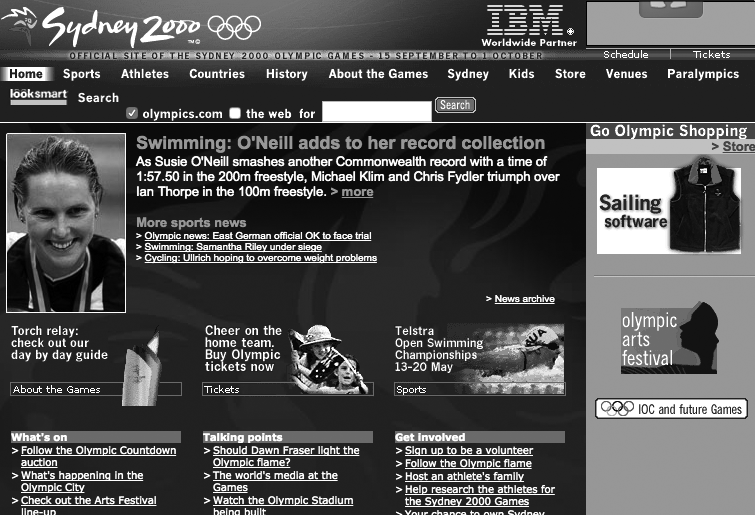 Sydney 2000
TM ©
IBM
Worldwide Partner
OFFICIAL SITE OF THE SYDNEY 2000 OLYMPIC GAMES - 15 SEPTEMBER TO 1 OCTOBER
Schedule | Tickets
Home Sports Athletes Countries History About the Games Sydney Kids Store Venues Paralympics
looksmart
Search
olympics.com the web for Search
Go Olympic Shopping
> Store
Swimming: O'Neill adds to her record collection
As Susie O'Neill smashes another Commonwealth record with a time of
1:57.50 in the 200m freestyle, Michael Klim and Chris Fydler triumph over
Ian Thorpe in the 100m freestyle. > more
More sports news
> Olympic news: East German official OK to face trial
> Swimming: Samantha Riley under siege
> Cycling: Ullrich hoping to overcome weight problems
> News archive
Sailing
software
Torch relay:
check out our
day by day guide
About the Games
Cheer on the
home team.
Buy Olympic
tickets now
Tickets
Telstra
Open Swimming
Championships
13-20 May
Sports
olympic
arts
festival
IOC and future Games
What's on
> Follow the Olympic Countdown
auction
> What's happening in the
Olympic City
> Check out the Arts Festival
line-up
Talking points
> Should Dawn Fraser light the
Olympic flame?
> The world's media at the
Games
> Watch the Olympic Stadium
being built
Get involved
> Sign up to be a volunteer
> Follow the Olympic flame
> Host an athlete's family
> Help research the athletes for
the Sydney 2000 Games
> Your chance to own Sydney